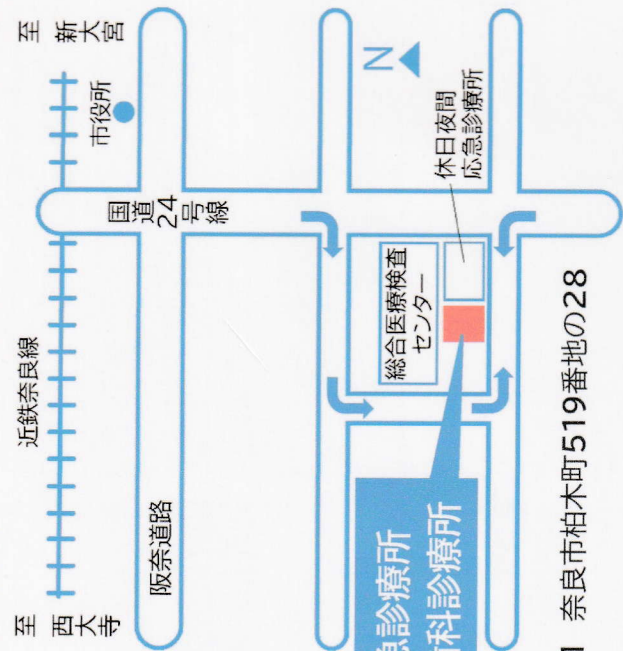 至 新大宮
市役所
近鉄奈良線
至 西大寺
国道24号線
阪奈道路
N
休日夜間
応急診療所
総合医療検査
センター
急診療所
科診療所
奈良市柏木町519番地の28